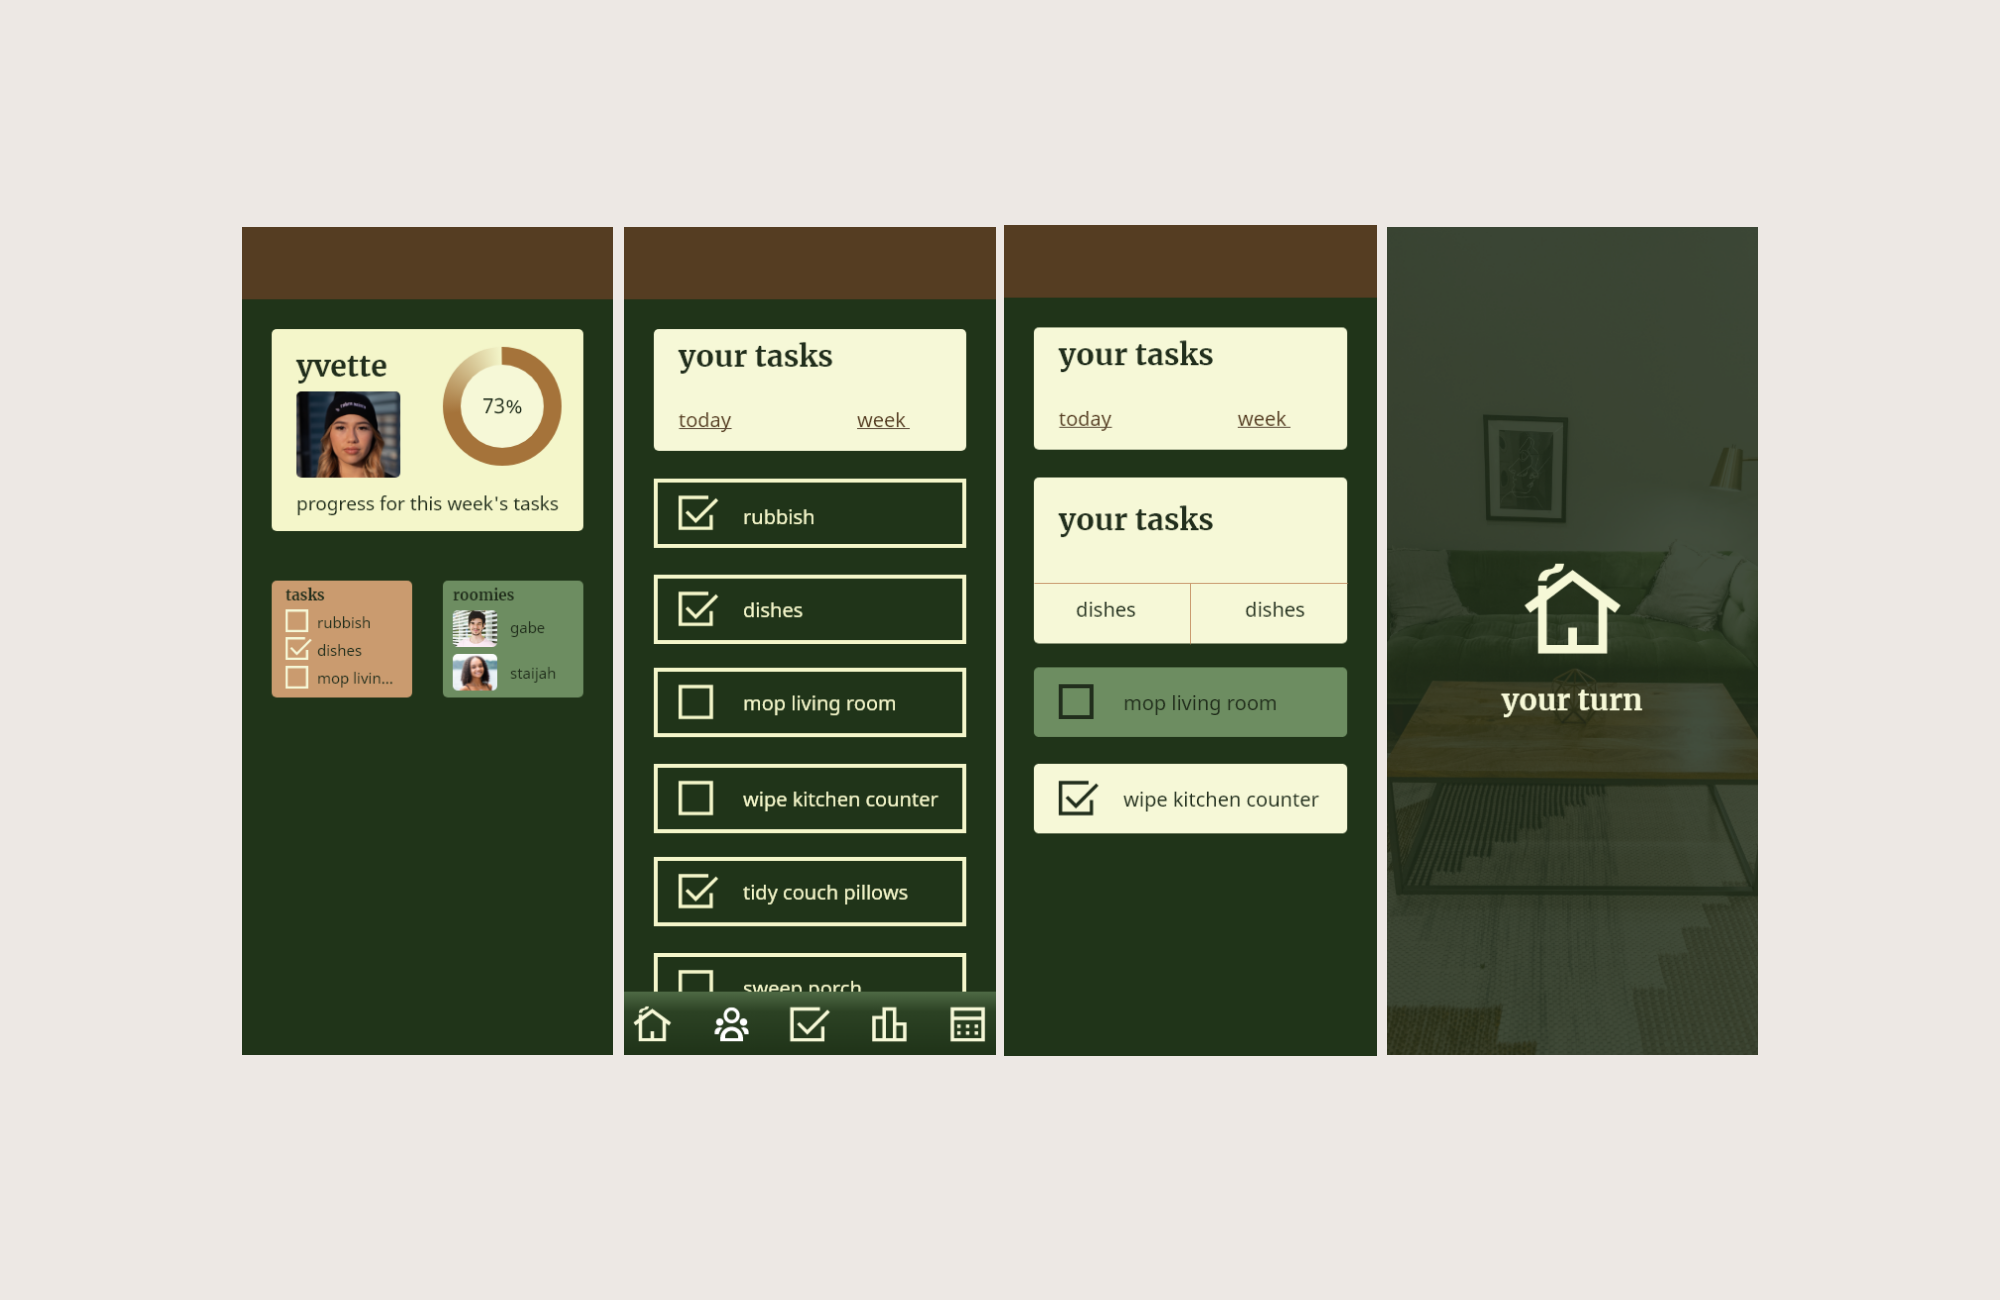 yvette
73%
progress for this week's tasks
tasks
rubbish
dishes
mop livin...
roomies
gabe
staijah
your tasks
today week
rubbish
dishes
mop living room
wipe kitchen counter
tidy couch pillows
sweep porch
your tasks
today week
your tasks
dishes dishes
mop living room
wipe kitchen counter
your turn